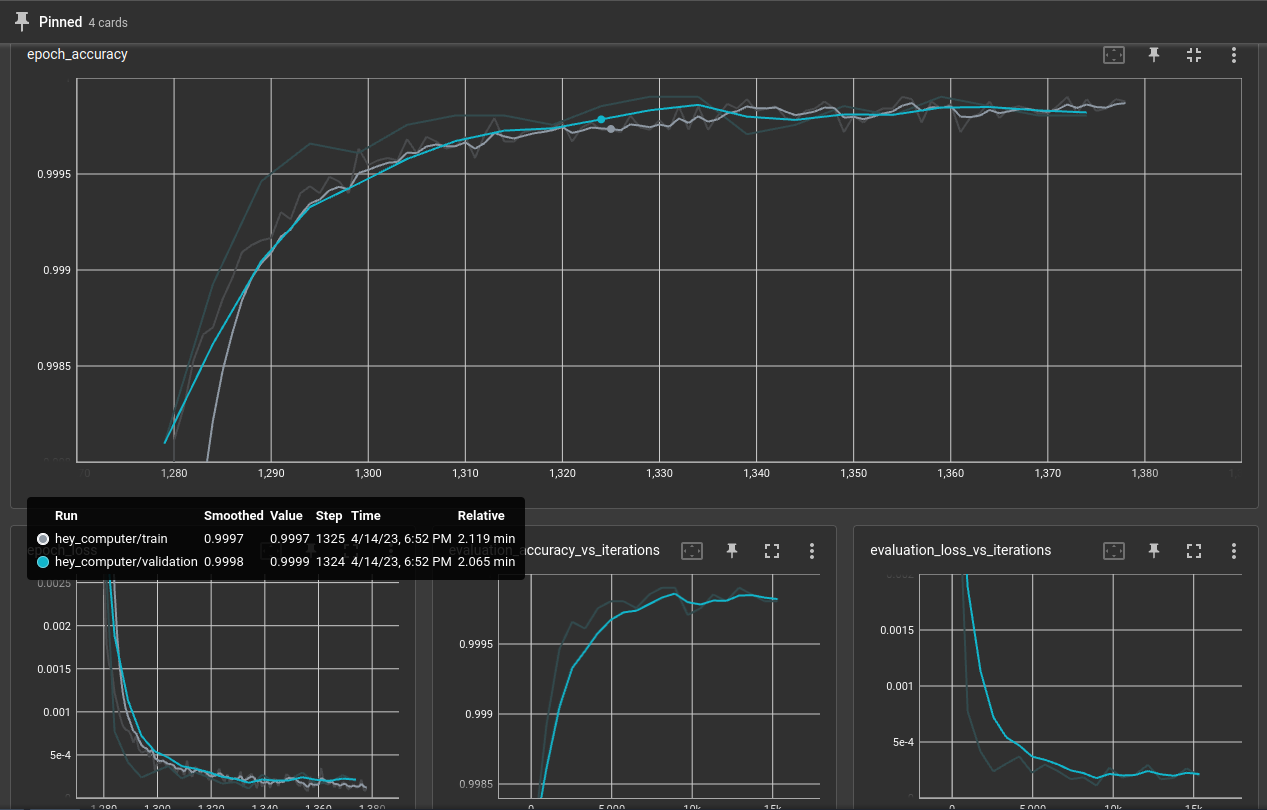 Pinned 4 cards
epoch_accuracy
0.9995
0.999
0.9985
1,280 1,290 1,300 1,310 1,320 1,330 1,340 1,350 1,360 1,370 1,380
Run Smoothed Value Step Time Relative
hey_computer/train 0.9997 0.9997 1325 4/14/23, 6:52 PM 2.119 min
hey_computer/validation 0.9998 0.9999 1324 4/14/23, 6:52 PM 2.065 min
epoch_loss
0.0025
0.002
0.0015
0.001
5e-4
1,280 1,300 1,320 1,340 1,360 1,380
evaluation_accuracy_vs_iterations
0.9995
0.999
0.9985
0 5,000 10k 15k
evaluation_loss_vs_iterations
0.002
0.0015
0.001
5e-4
0 5,000 10k 15k